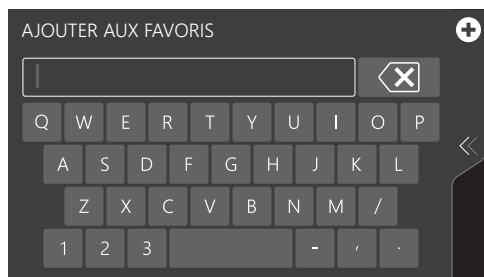 AJOUTER AUX FAVORIS
Q W E R T Y U I O P
A S D F G H J K L
Z X C V B N M /
1 2 3 - , .